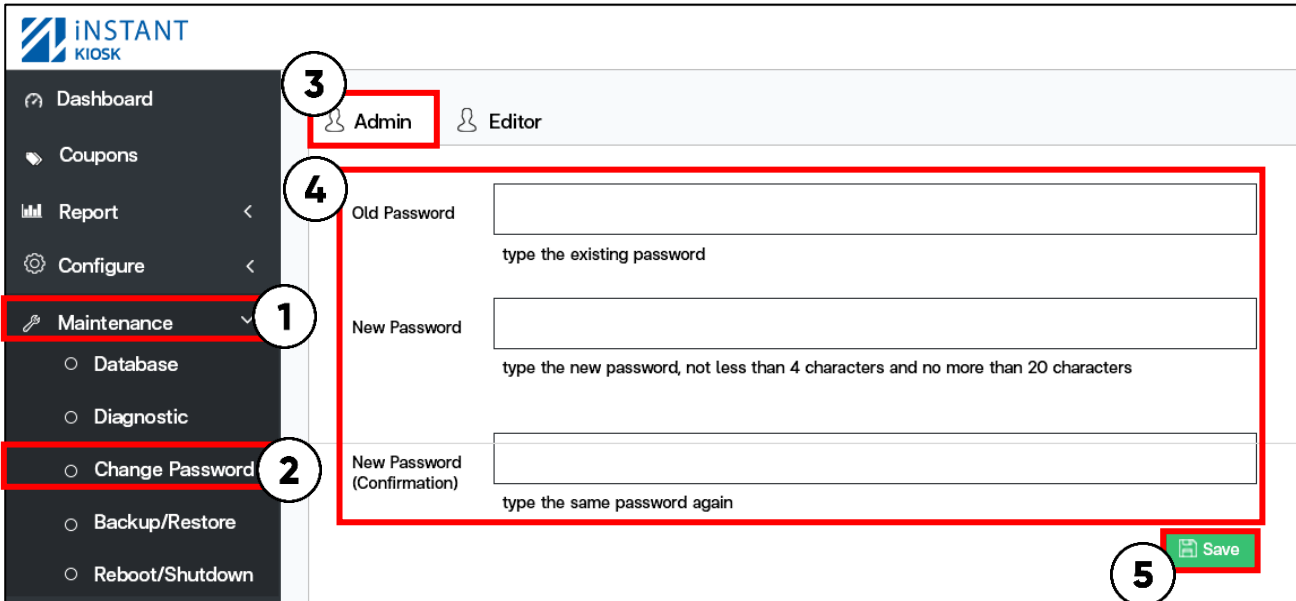 iNSTANT
KIOSK
Dashboard
Coupons
Report
Configure
Maintenance
1
Database
Diagnostic
Change Password
2
Backup/Restore
Reboot/Shutdown
3
Admin
Editor
4
Old Password
type the existing password
New Password
type the new password, not less than 4 characters and no more than 20 characters
New Password
(Confirmation)
type the same password again
Save
5